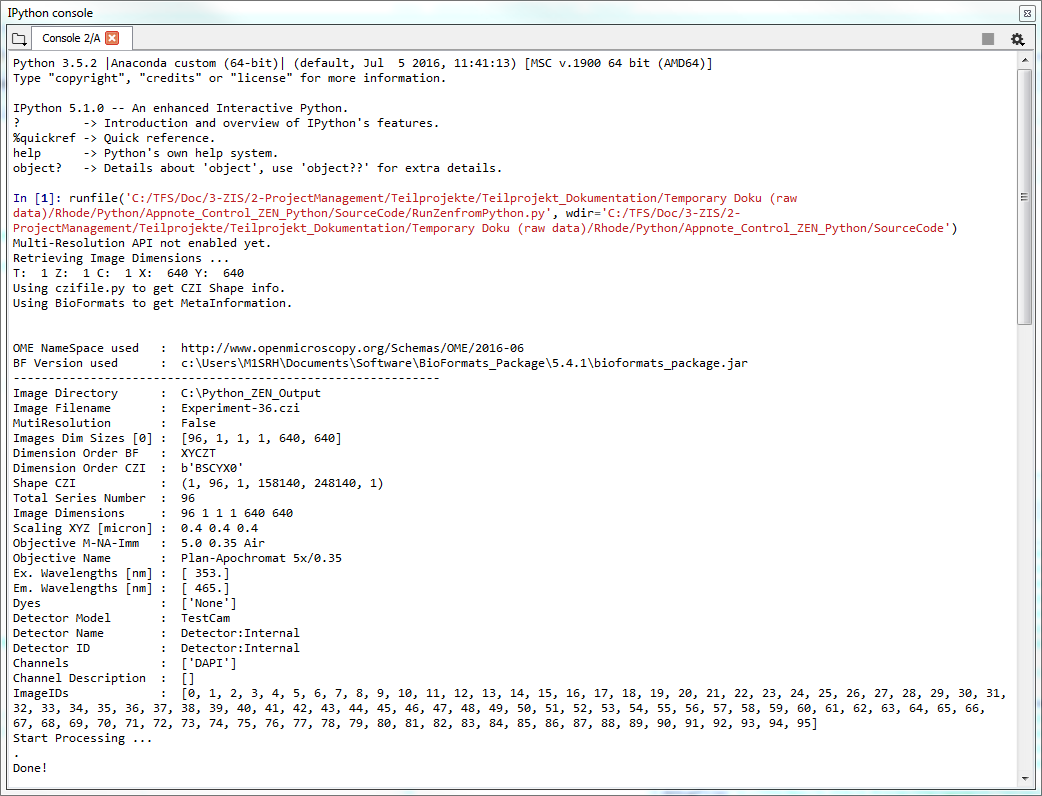 IPython console
Console 2/A
Python 3.5.2 |Anaconda custom (64-bit)| (default, Jul  5 2016, 11:41:13) [MSC v.1900 64 bit (AMD64)]
Type "copyright", "credits" or "license" for more information.
IPython 5.1.0 -- An enhanced Interactive Python.
?         -> Introduction and overview of IPython's features.
%quickref -> Quick reference.
help      -> Python's own help system.
object?   -> Details about 'object', use 'object??' for extra details.
In [1]: runfile('C:/TFS/Doc/3-ZIS/2-ProjectManagement/Teilprojekte/Teilprojekt_Dokumentation/Temporary Doku (raw
data)/Rhode/Python/Appnote_Control_ZEN_Python/SourceCode/RunZenfromPython.py', wdir='C:/TFS/Doc/3-ZIS/2-
ProjectManagement/Teilprojekte/Teilprojekt_Dokumentation/Temporary Doku (raw data)/Rhode/Python/Appnote_Control_ZEN_Python/SourceCode')
Multi-Resolution API not enabled yet.
Retrieving Image Dimensions ...
T:  1 Z:  1 C:  1 X:  640 Y:  640
Using czifile.py to get CZI Shape info.
Using BioFormats to get MetaInformation.
OME NameSpace used   :  http://www.openmicroscopy.org/Schemas/OME/2016-06
BF Version used      :  c:\Users\M1SRH\Documents\Software\BioFormats_Package\5.4.1\bioformats_package.jar
-------------------------------------------------------------
Image Directory      :  C:\Python_ZEN_Output
Image Filename       :  Experiment-36.czi
MutiResolution       :  False
Images Dim Sizes [0] :  [96, 1, 1, 1, 640, 640]
Dimension Order BF   :  XYCZT
Dimension Order CZI  :  b'BSCYX0'
Shape CZI            :  (1, 96, 1, 158140, 248140, 1)
Total Series Number  :  96
Image Dimensions     :  96 1 1 1 640 640
Scaling XYZ [micron] :  0.4 0.4 0.4
Objective M-NA-Imm   :  5.0 0.35 Air
Objective Name       :  Plan-Apochromat 5x/0.35
Ex. Wavelengths [nm] :  [ 353.]
Em. Wavelengths [nm] :  [ 465.]
Dyes                 :  ['None']
Detector Model       :  TestCam
Detector Name        :  Detector:Internal
Detector ID          :  Detector:Internal
Channels             :  ['DAPI']
Channel Description  :  []
ImageIDs             :  [0, 1, 2, 3, 4, 5, 6, 7, 8, 9, 10, 11, 12, 13, 14, 15, 16, 17, 18, 19, 20, 21, 22, 23, 24, 25, 26, 27, 28, 29, 30, 31,
32, 33, 34, 35, 36, 37, 38, 39, 40, 41, 42, 43, 44, 45, 46, 47, 48, 49, 50, 51, 52, 53, 54, 55, 56, 57, 58, 59, 60, 61, 62, 63, 64, 65, 66,
67, 68, 69, 70, 71, 72, 73, 74, 75, 76, 77, 78, 79, 80, 81, 82, 83, 84, 85, 86, 87, 88, 89, 90, 91, 92, 93, 94, 95]
Start Processing ...
.
Done!